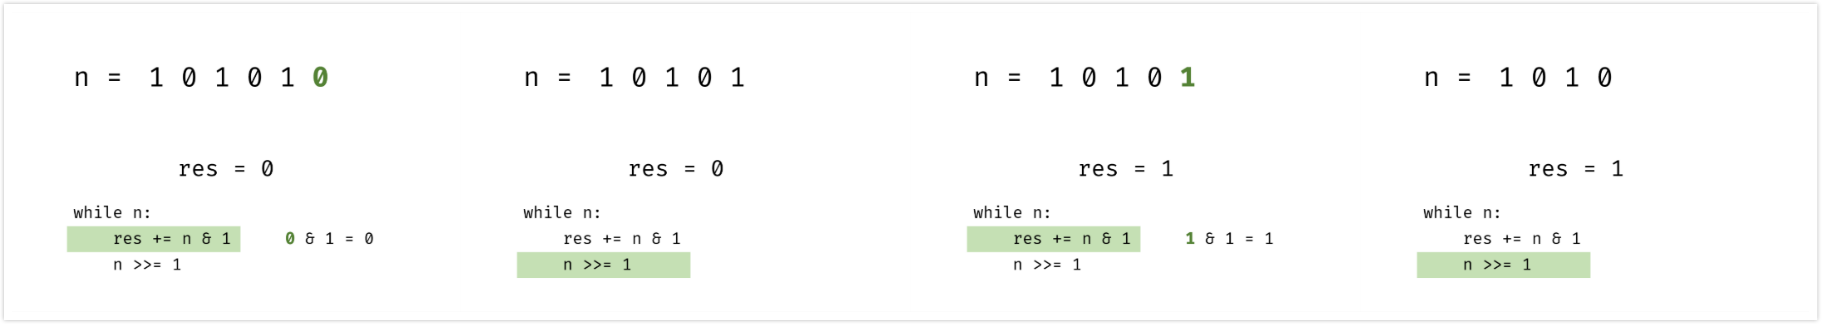 n = 1 0 1 0 1 0
res = 0
while n:
res += n & 1
0 & 1 = 0
n >>= 1
n = 1 0 1 0 1
res = 0
while n:
res += n & 1
n >>= 1
n = 1 0 1 0 1
res = 1
while n:
res += n & 1
1 & 1 = 1
n >>= 1
n = 1 0 1 0
res = 1
while n:
res += n & 1
n >>= 1